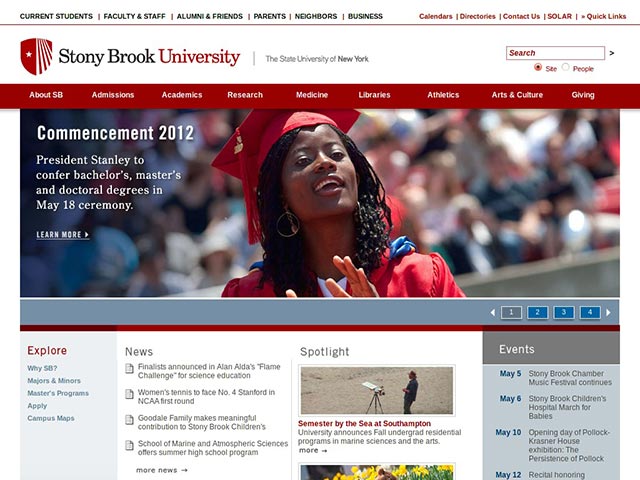 CURRENT STUDENTS | FACULTY & STAFF | ALUMNI & FRIENDS | PARENTS | NEIGHBORS | BUSINESS
Calendars | Directories | Contact Us | SOLAR | » Quick Links
Stony Brook University | The State University of New York
Search >
Site People
About SB Admissions Academics Research Medicine Libraries Athletics Arts & Culture Giving
Commencement 2012
President Stanley to
confer bachelor's, master's
and doctoral degrees in
May 18 ceremony.
LEARN MORE
1 2 3 4
Explore
Why SB?
Majors & Minors
Master's Programs
Apply
Campus Maps
News
Finalists announced in Alan Alda's "Flame
Challenge" for science education
Women's tennis to face No. 4 Stanford in
NCAA first round
Goodale Family makes meaningful
contribution to Stony Brook Children's
School of Marine and Atmospheric Sciences
offers summer high school program
more news →
Spotlight
Semester by the Sea at Southampton
University announces Fall undergrad residential
programs in marine sciences and the arts.
more →
Events
May 5 Stony Brook Chamber
Music Festival continues
May 6 Stony Brook Children's
Hospital March for
Babies
May 10 Opening day of Pollock-
Krasner House
exhibition: The
Persistence of Pollock
May 12 Recital honoring